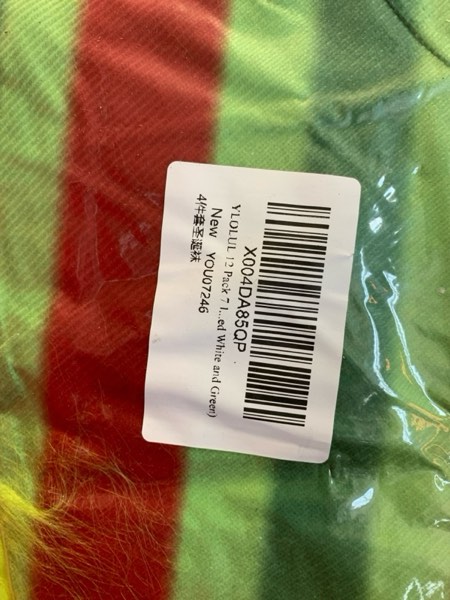 X004DA85QP
YLOLUL 12 Pack 7 I...ed White and Green)
New YOU07246
4件套圣诞袜